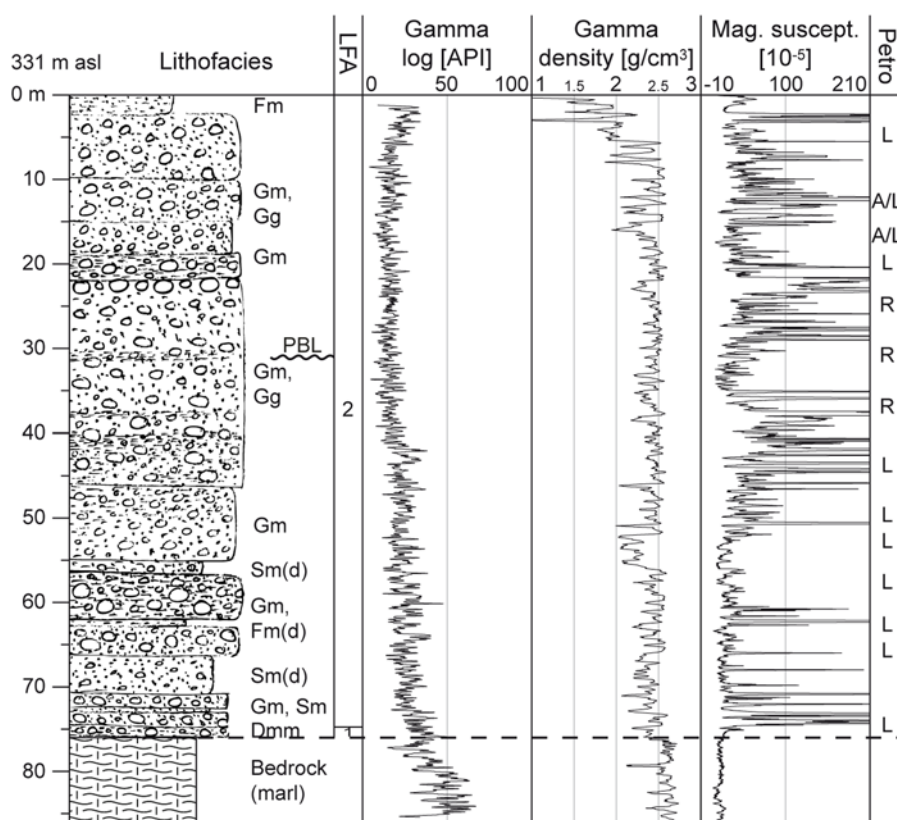 331 m asl
Lithofacies
LFA
Gamma
log [API]
0 50 100
Gamma
density [g/cm³]
1 1.5 2 2.5 3
Mag. suscept.
[10⁻⁵]
-10 100 210
Petro
0 m
10
20
30
40
50
60
70
80
Fm
Gm,
Gg
Gm
PBL
Gm,
Gg
Gm
Sm(d)
Gm,
Fm(d)
Sm(d)
Gm, Sm
Dmm
Bedrock
(marl)
2
1
L
A/L
A/L
L
R
R
R
L
L
L
L
L
L
L